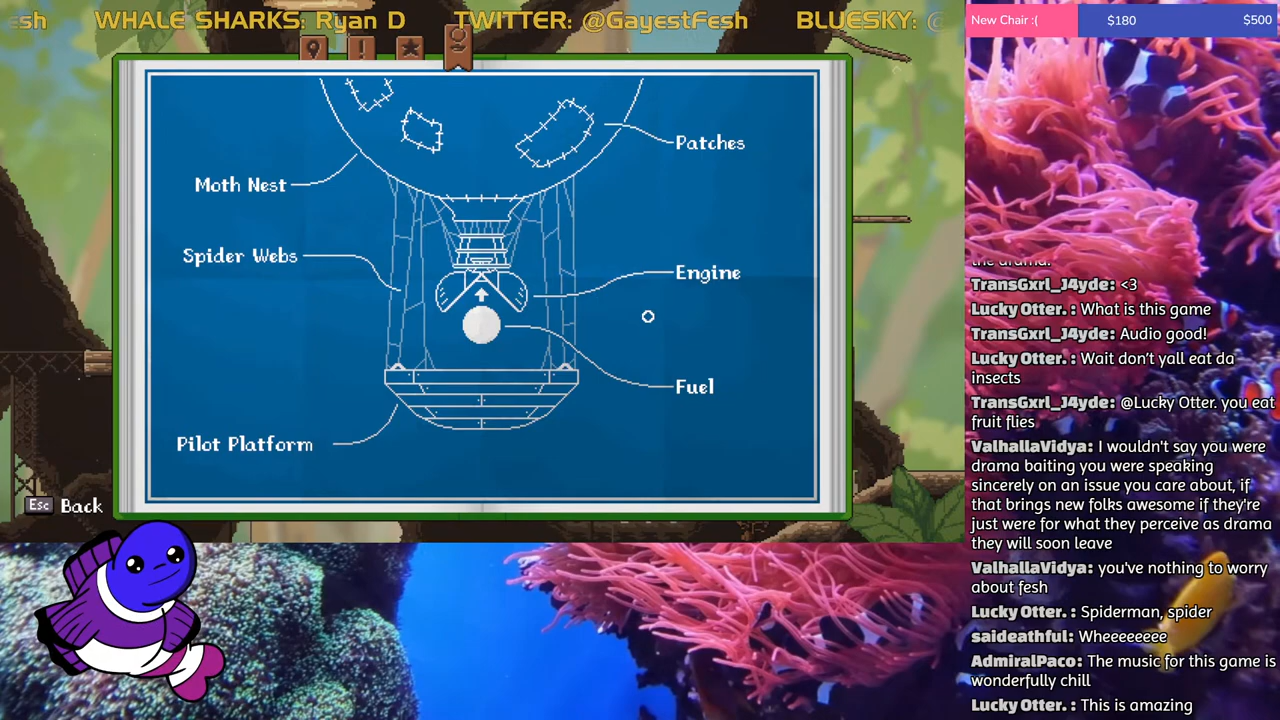 esh WHALE SHARKS: Ryan D TWITTER: @GayestFesh BLUESKY: @
New Chair :( $180 $500
Patches
Moth Nest
Spider Webs
Engine
Fuel
Pilot Platform
Esc Back
the drama.
TransGxrl_J4yde: <3
Lucky Otter. : What is this game
TransGxrl_J4yde: Audio good!
Lucky Otter. : Wait don't yall eat da
insects
TransGxrl_J4yde: @Lucky Otter. you eat
fruit flies
ValhallaVidya: I wouldn't say you were
drama baiting you were speaking
sincerely on an issue you care about, if
that brings new folks awesome if they're
just were for what they perceive as drama
they will soon leave
ValhallaVidya: you've nothing to worry
about fesh
Lucky Otter. : Spiderman, spider
saideathful: Wheeeeeeee
AdmiralPaco: The music for this game is
wonderfully chill
Lucky Otter. : This is amazing